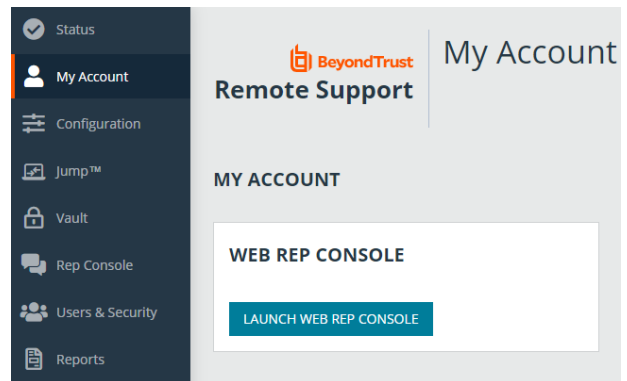 Status
My Account
Configuration
Jump™
Vault
Rep Console
Users & Security
Reports
BeyondTrust
Remote Support
My Account
MY ACCOUNT
WEB REP CONSOLE
LAUNCH WEB REP CONSOLE